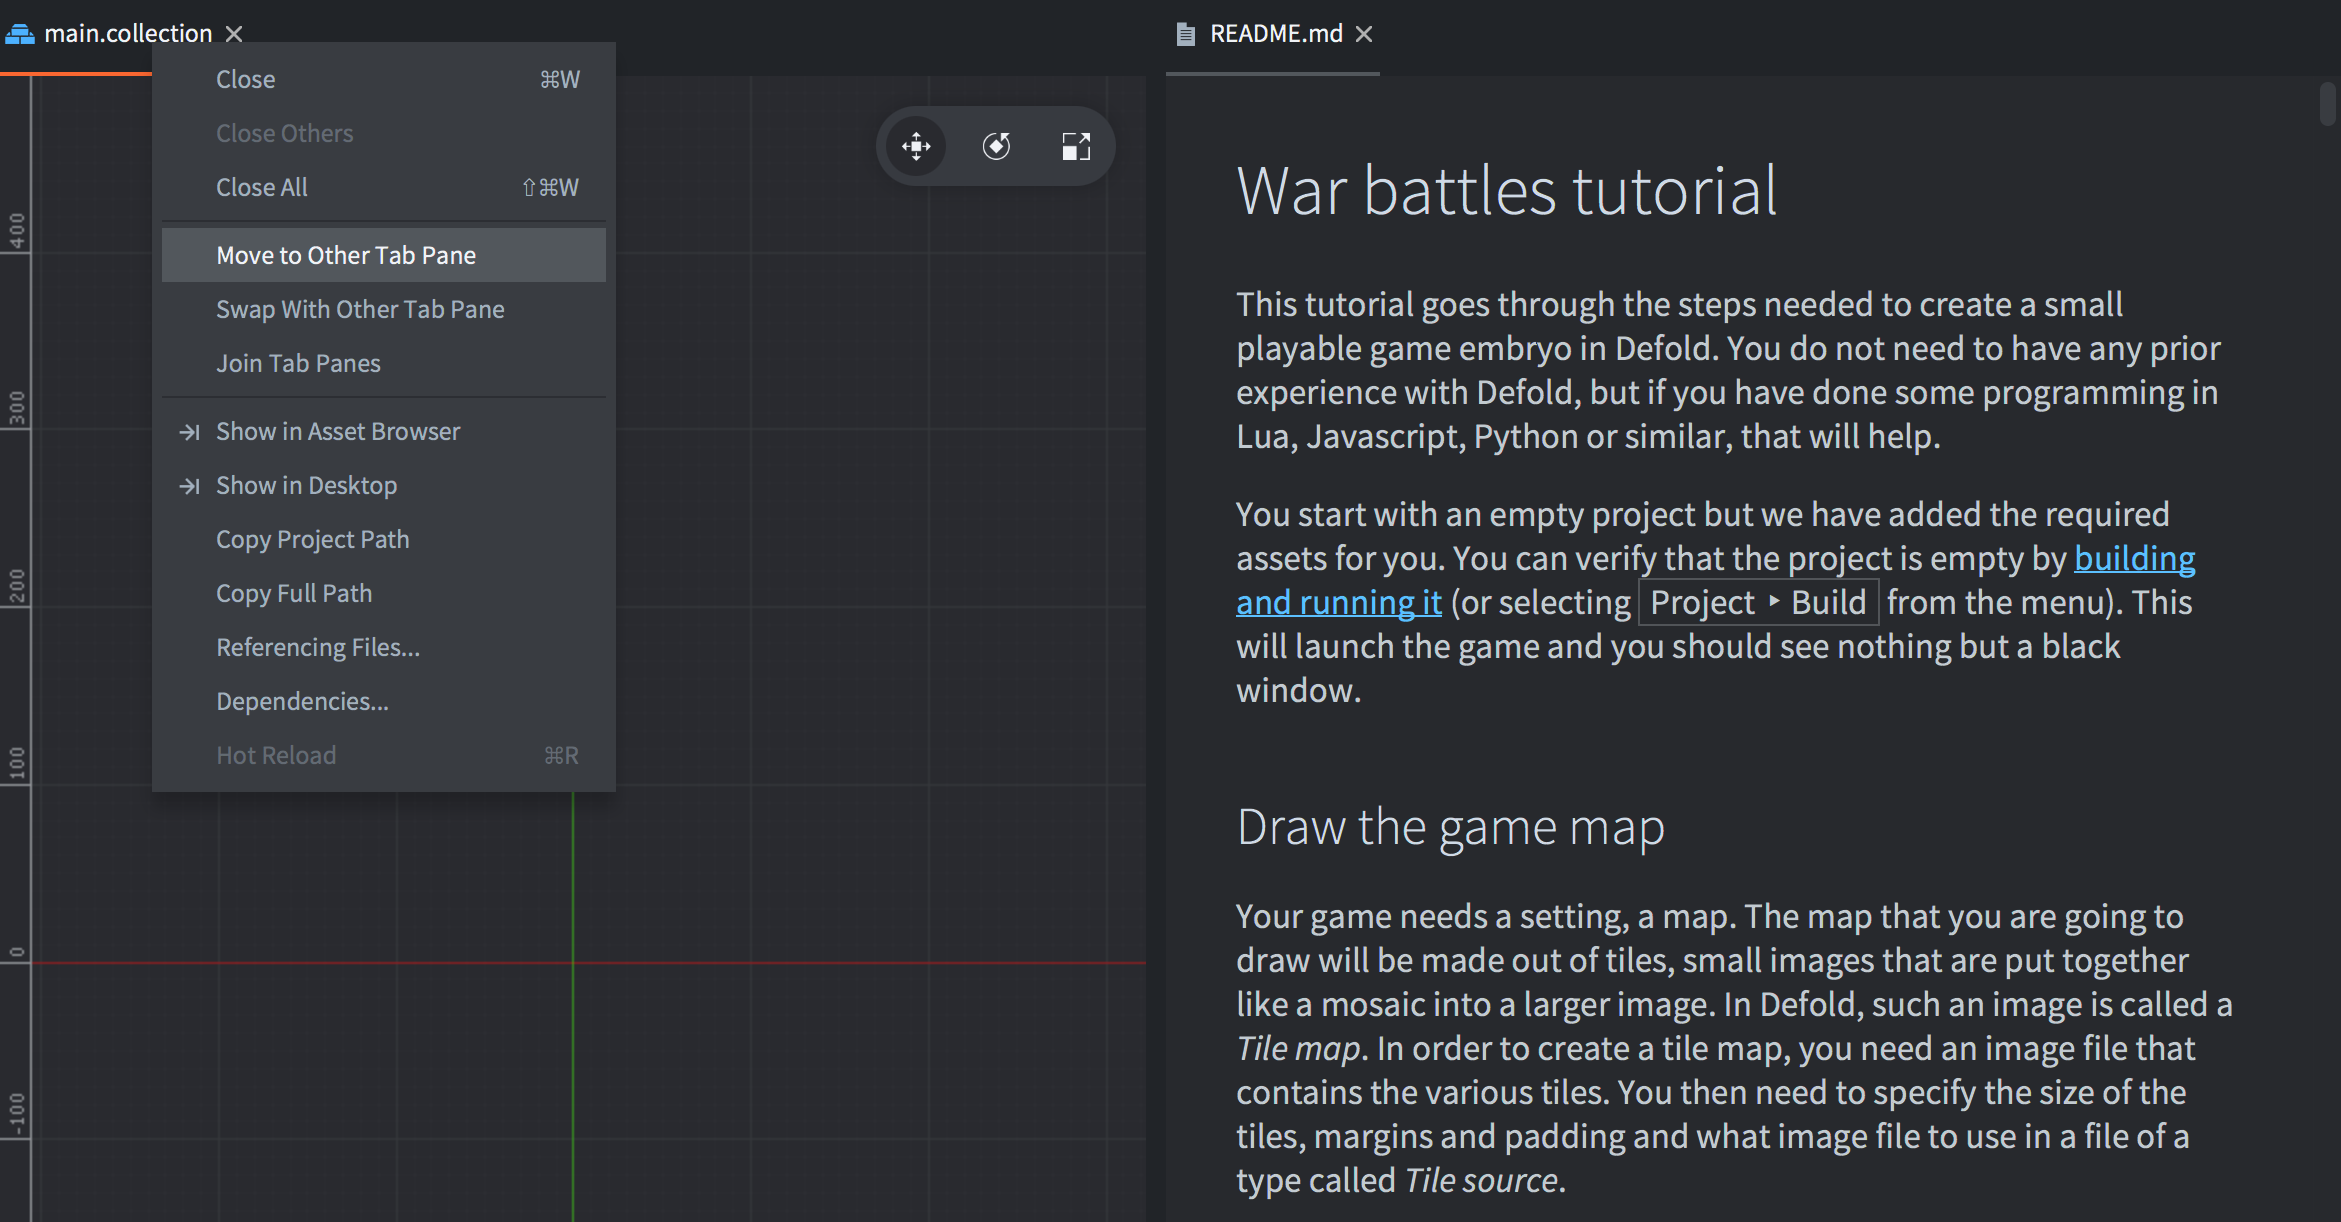 main.collection
Close ⌘W
Close Others
Close All ⇧⌘W
Move to Other Tab Pane
Swap With Other Tab Pane
Join Tab Panes
Show in Asset Browser
Show in Desktop
Copy Project Path
Copy Full Path
Referencing Files...
Dependencies...
Hot Reload ⌘R
400
300
200
100
0
-100
README.md
War battles tutorial
This tutorial goes through the steps needed to create a small
playable game embryo in Defold. You do not need to have any prior
experience with Defold, but if you have done some programming in
Lua, Javascript, Python or similar, that will help.
You start with an empty project but we have added the required
assets for you. You can verify that the project is empty by building
and running it (or selecting Project ▸ Build from the menu). This
will launch the game and you should see nothing but a black
window.
Draw the game map
Your game needs a setting, a map. The map that you are going to
draw will be made out of tiles, small images that are put together
like a mosaic into a larger image. In Defold, such an image is called a
Tile map. In order to create a tile map, you need an image file that
contains the various tiles. You then need to specify the size of the
tiles, margins and padding and what image file to use in a file of a
type called Tile source.